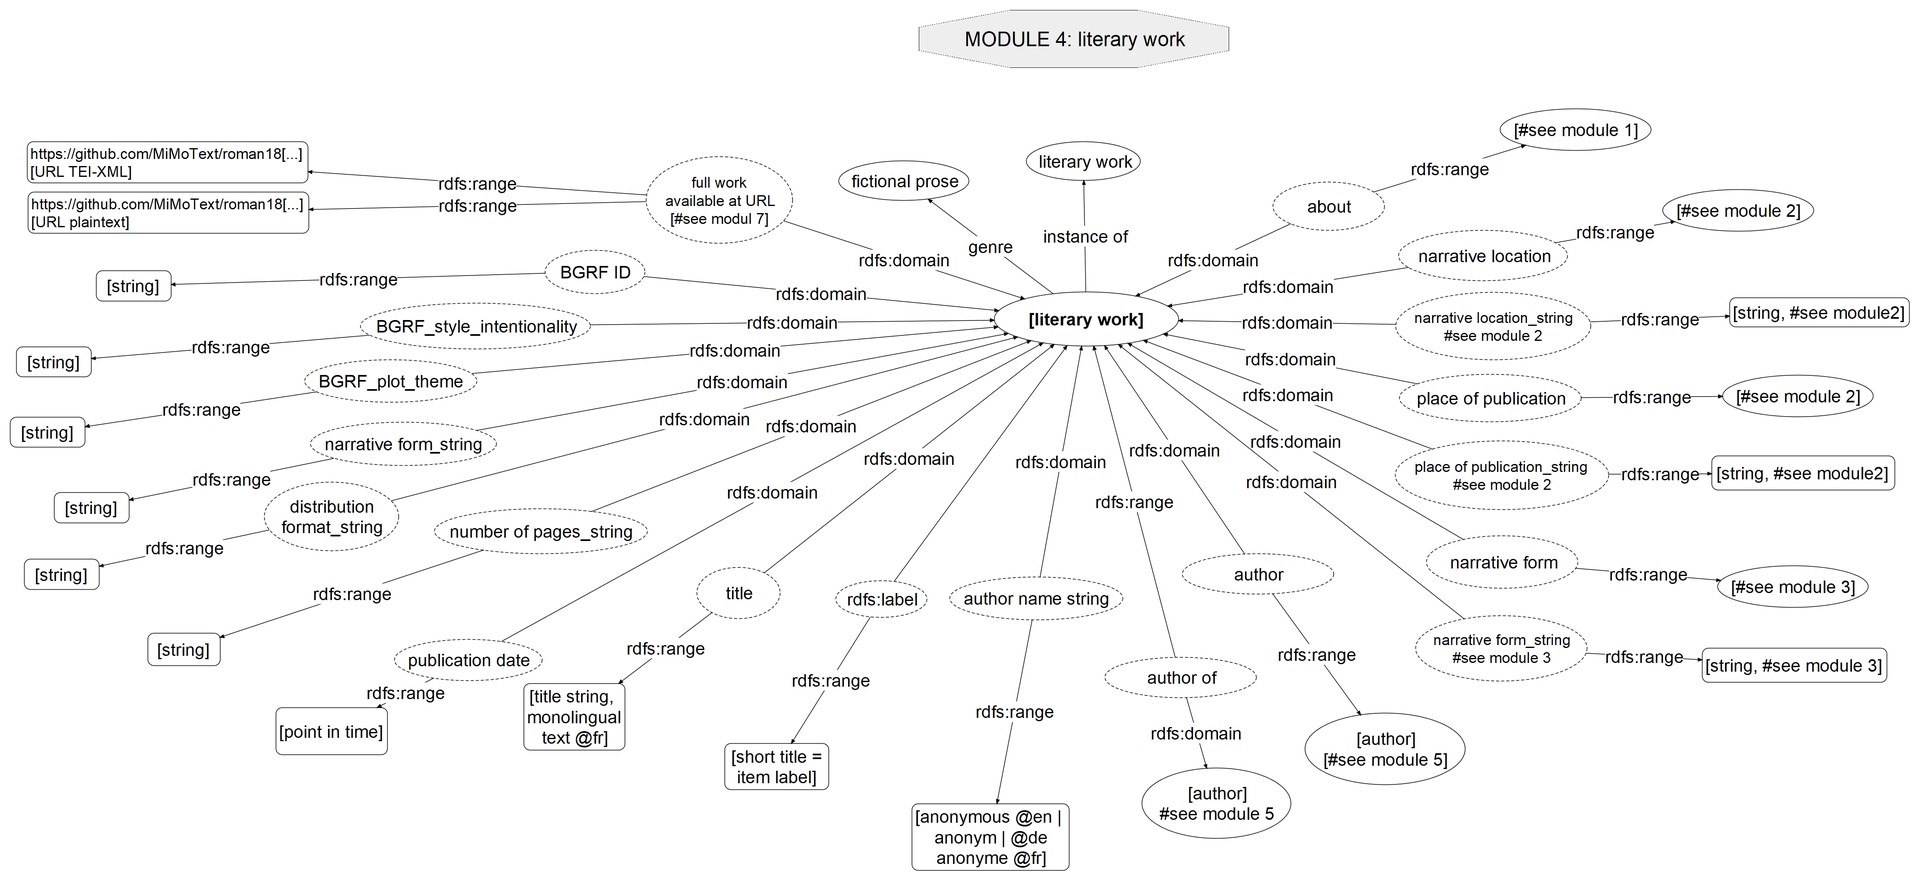 MODULE 4: literary work
[#see module 1]
https://github.com/MiMoText/roman18[...]
[URL TEI-XML]
literary work
rdfs:range
fictional prose
rdfs:range
full work
available at URL
[#see modul 7]
https://github.com/MiMoText/roman18[...]
[URL plaintext]
rdfs:range
about
[#see module 2]
rdfs:range
instance of
genre
narrative location
rdfs:domain
rdfs:domain
BGRF ID
rdfs:range
[string]
rdfs:domain
rdfs:domain
[literary work]
narrative location_string
#see module 2
rdfs:range
[string, #see module2]
rdfs:domain
BGRF_style_intentionality
rdfs:domain
rdfs:range
[string]
rdfs:domain
rdfs:domain
BGRF_plot_theme
rdfs:domain
place of publication
rdfs:range
[#see module 2]
rdfs:domain
rdfs:range
[string]
rdfs:domain
rdfs:domain
narrative form_string
rdfs:domain
rdfs:domain
rdfs:domain
rdfs:domain
place of publication_string
#see module 2
rdfs:range
[string, #see module2]
rdfs:range
[string]
rdfs:domain
rdfs:range
rdfs:domain
distribution
format_string
number of pages_string
rdfs:range
[string]
author
narrative form
rdfs:range
[#see module 3]
rdfs:range
title
rdfs:label
author name string
[string]
rdfs:range
rdfs:range
narrative form_string
#see module 3
rdfs:range
[string, #see module 3]
publication date
author of
rdfs:range
rdfs:range
[point in time]
[title string,
monolingual
text @fr]
rdfs:range
rdfs:domain
[author]
[#see module 5]
[short title =
item label]
[author]
#see module 5
[anonymous @en |
anonym | @de
anonyme @fr]